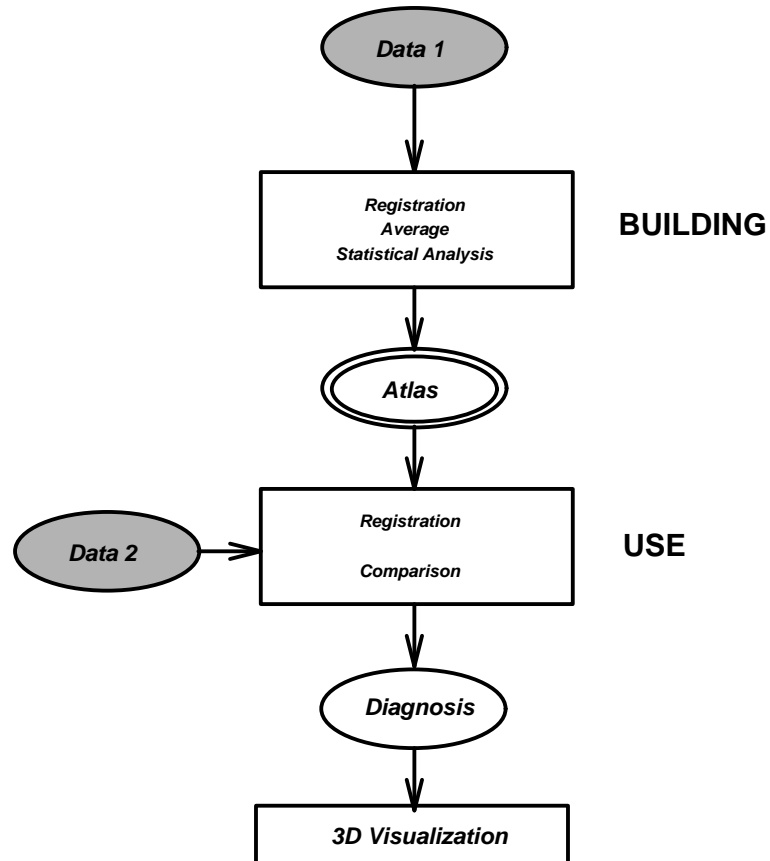 Data 1
Registration
Average
Statistical Analysis
BUILDING
Atlas
Data 2
Registration
Comparison
USE
Diagnosis
3D Visualization